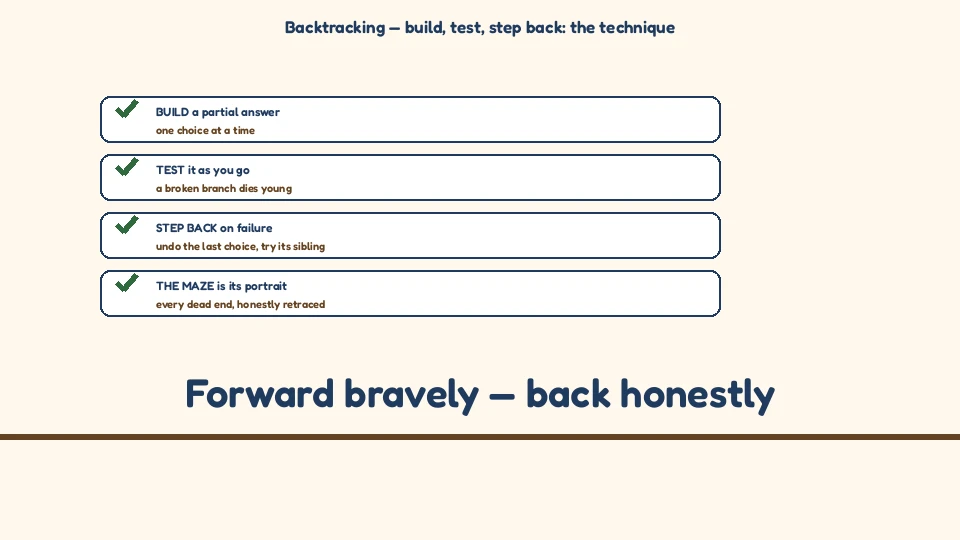 Backtracking — build, test, step back: the technique
BUILD a partial answer
one choice at a time
TEST it as you go
a broken branch dies young
STEP BACK on failure
undo the last choice, try its sibling
THE MAZE is its portrait
every dead end, honestly retraced
Forward bravely — back honestly